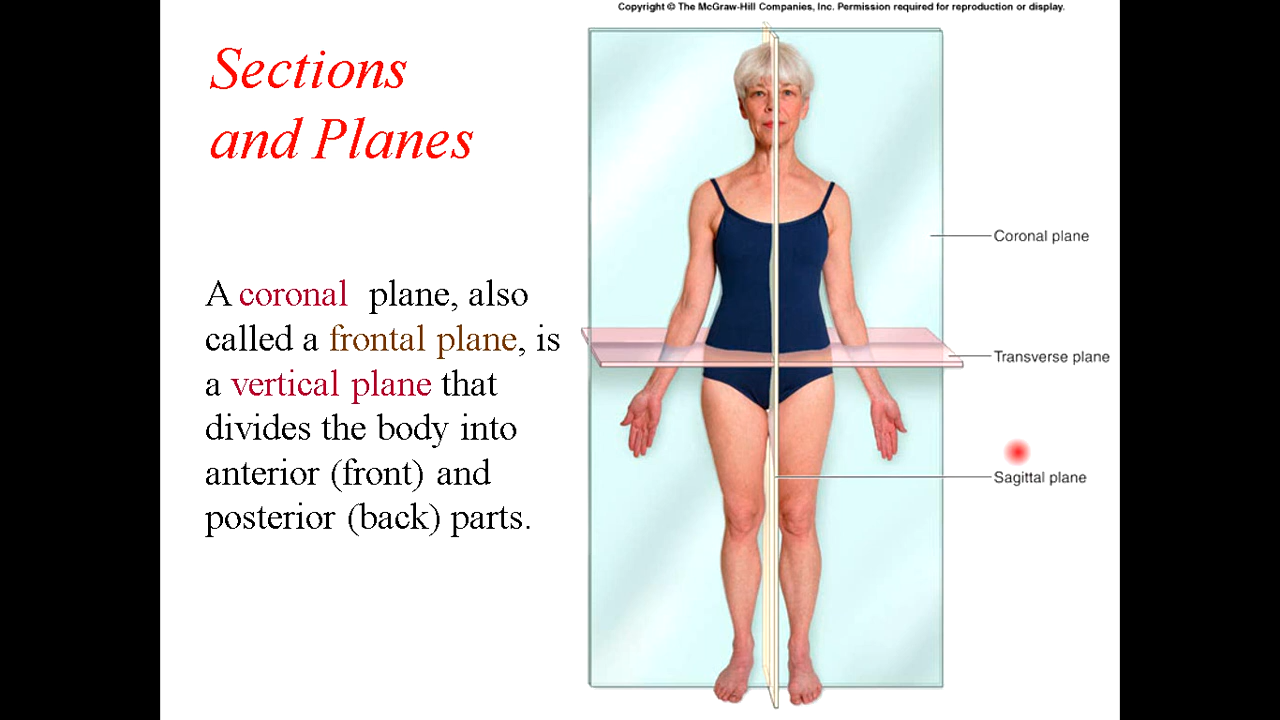 Copyright © The McGraw-Hill Companies, Inc. Permission required for reproduction or display.
Sections
and Planes
A coronal plane, also
called a frontal plane, is
a vertical plane that
divides the body into
anterior (front) and
posterior (back) parts.
Coronal plane
Transverse plane
Sagittal plane